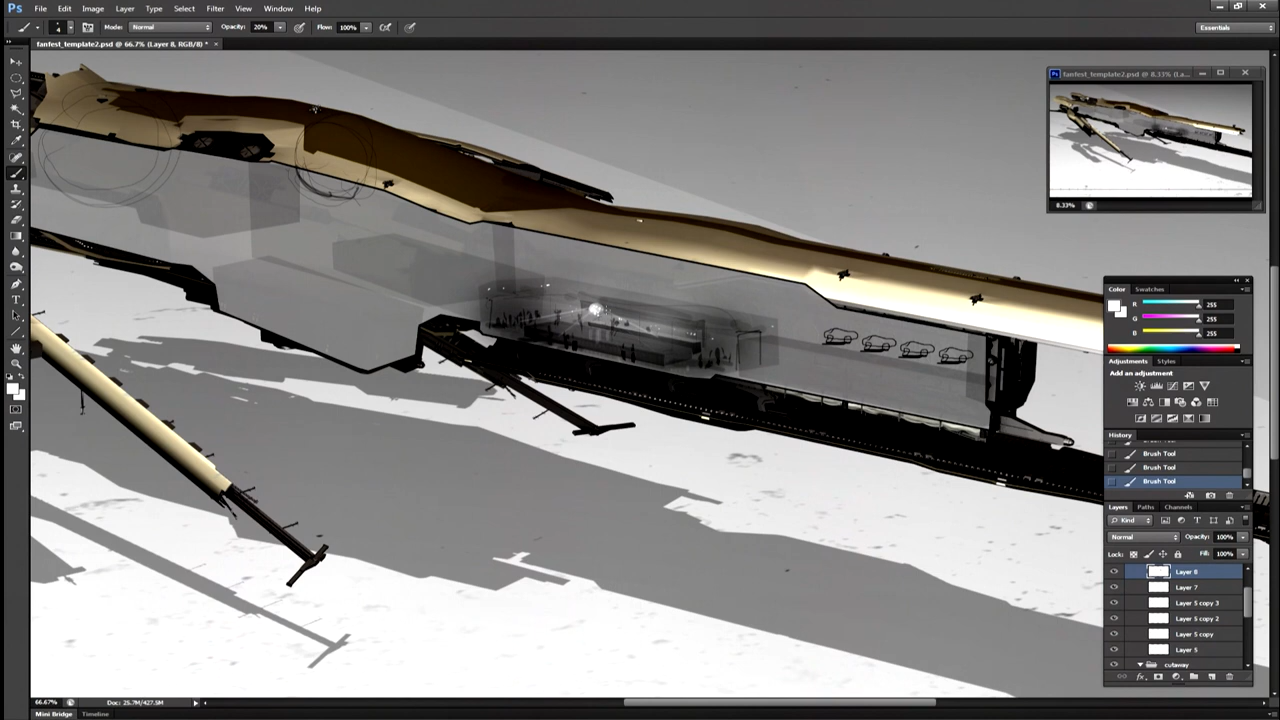 Ps File Edit Image Layer Type Select Filter View Window Help
4 Mode: Normal Opacity: 20% Flow: 100% Essentials
fanfest_template2.psd @ 66.7% (Layer 8, RGB/8) * ×
fanfest_template2.psd @ 8.33% (La...
8.33%
Color Swatches
R 255
G 255
B 255
Adjustments Styles
Add an adjustment
History
Brush Tool
Brush Tool
Brush Tool
Layers Paths Channels
Kind
Normal Opacity: 100%
Lock: Fill: 100%
Layer 8
Layer 7
Layer 5 copy 3
Layer 5 copy 2
Layer 5 copy
Layer 5
cutaway
66.67% Doc: 25.7M/427.5M
Mini Bridge Timeline